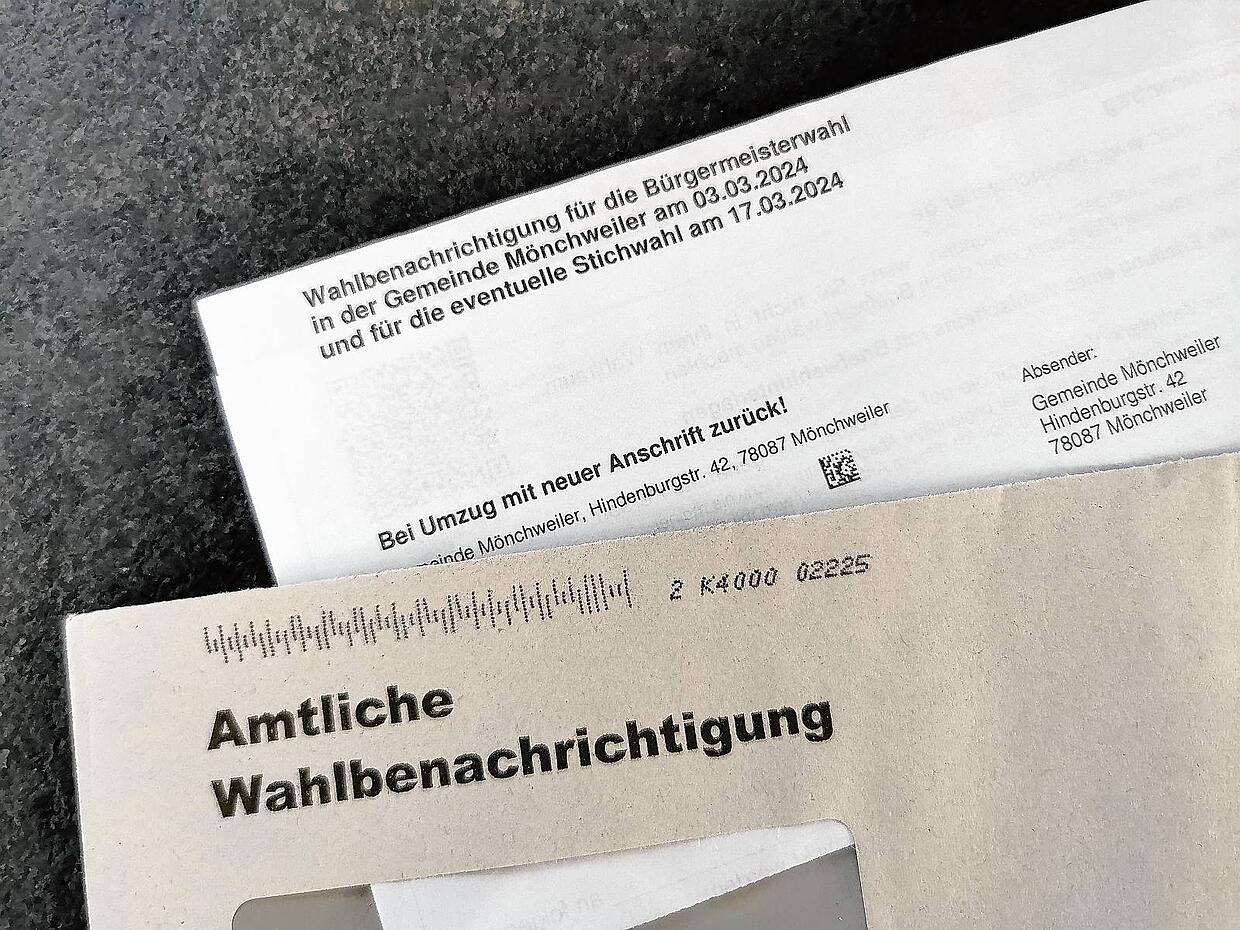 Wahlbenachrichtigung für die Bürgermeisterwahl
in der Gemeinde Mönchweiler am 03.03.2024
und für die eventuelle Stichwahl am 17.03.2024
Absender:
Gemeinde Mönchweiler
Hindenburgstr. 42
78087 Mönchweiler
Bei Umzug mit neuer Anschrift zurück!
Mönchweiler, Hindenburgstr. 42, 78087 Mönchweiler
2 K4000 02225
Amtliche
Wahlbenachrichtigung